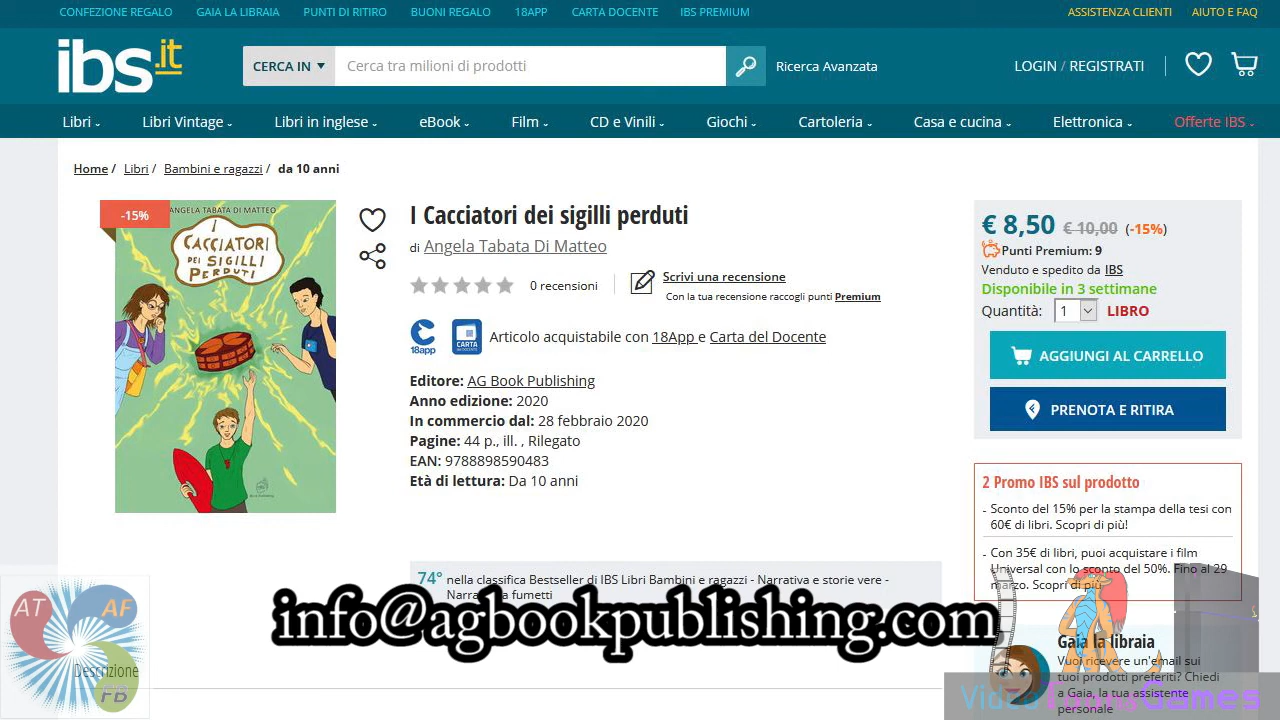 CONFEZIONE REGALO GAIA LA LIBRAIA PUNTI DI RITIRO BUONI REGALO 18APP CARTA DOCENTE IBS PREMIUM ASSISTENZA CLIENTI AIUTO E FAQ
ibs.it
CERCA IN Cerca tra milioni di prodotti Ricerca Avanzata LOGIN / REGISTRATI
Libri Libri Vintage Libri in inglese eBook Film CD e Vinili Giochi Cartoleria Casa e cucina Elettronica Offerte IBS
Home / Libri / Bambini e ragazzi / da 10 anni
-15%
ANGELA TABATA DI MATTEO
I
CACCIATORI
DEI SIGILLI
PERDUTI
I Cacciatori dei sigilli perduti
di Angela Tabata Di Matteo
0 recensioni
Scrivi una recensione
Con la tua recensione raccogli punti Premium
18app
CARTA
Articolo acquistabile con 18App e Carta del Docente
Editore: AG Book Publishing
Anno edizione: 2020
In commercio dal: 28 febbraio 2020
Pagine: 44 p., ill. , Rilegato
EAN: 9788898590483
Età di lettura: Da 10 anni
€ 8,50 € 10,00 (-15%)
Punti Premium: 9
Venduto e spedito da IBS
Disponibile in 3 settimane
Quantità: 1 LIBRO
AGGIUNGI AL CARRELLO
PRENOTA E RITIRA
2 Promo IBS sul prodotto
- Sconto del 15% per la stampa della tesi con
60€ di libri. Scopri di più!
- Con 35€ di libri, puoi acquistare i film
Universal con lo sconto del 50%. Fino al 29
marzo. Scopri di più!
74° nella classifica Bestseller di IBS Libri Bambini e ragazzi - Narrativa e storie vere -
Narrativa a fumetti
info@agbookpublishing.com
AT AF
FB
Descrizione
Gaia la libraia
Vuoi ricevere un'email sui
tuoi prodotti preferiti? Chiedi
a Gaia, la tua assistente
personale